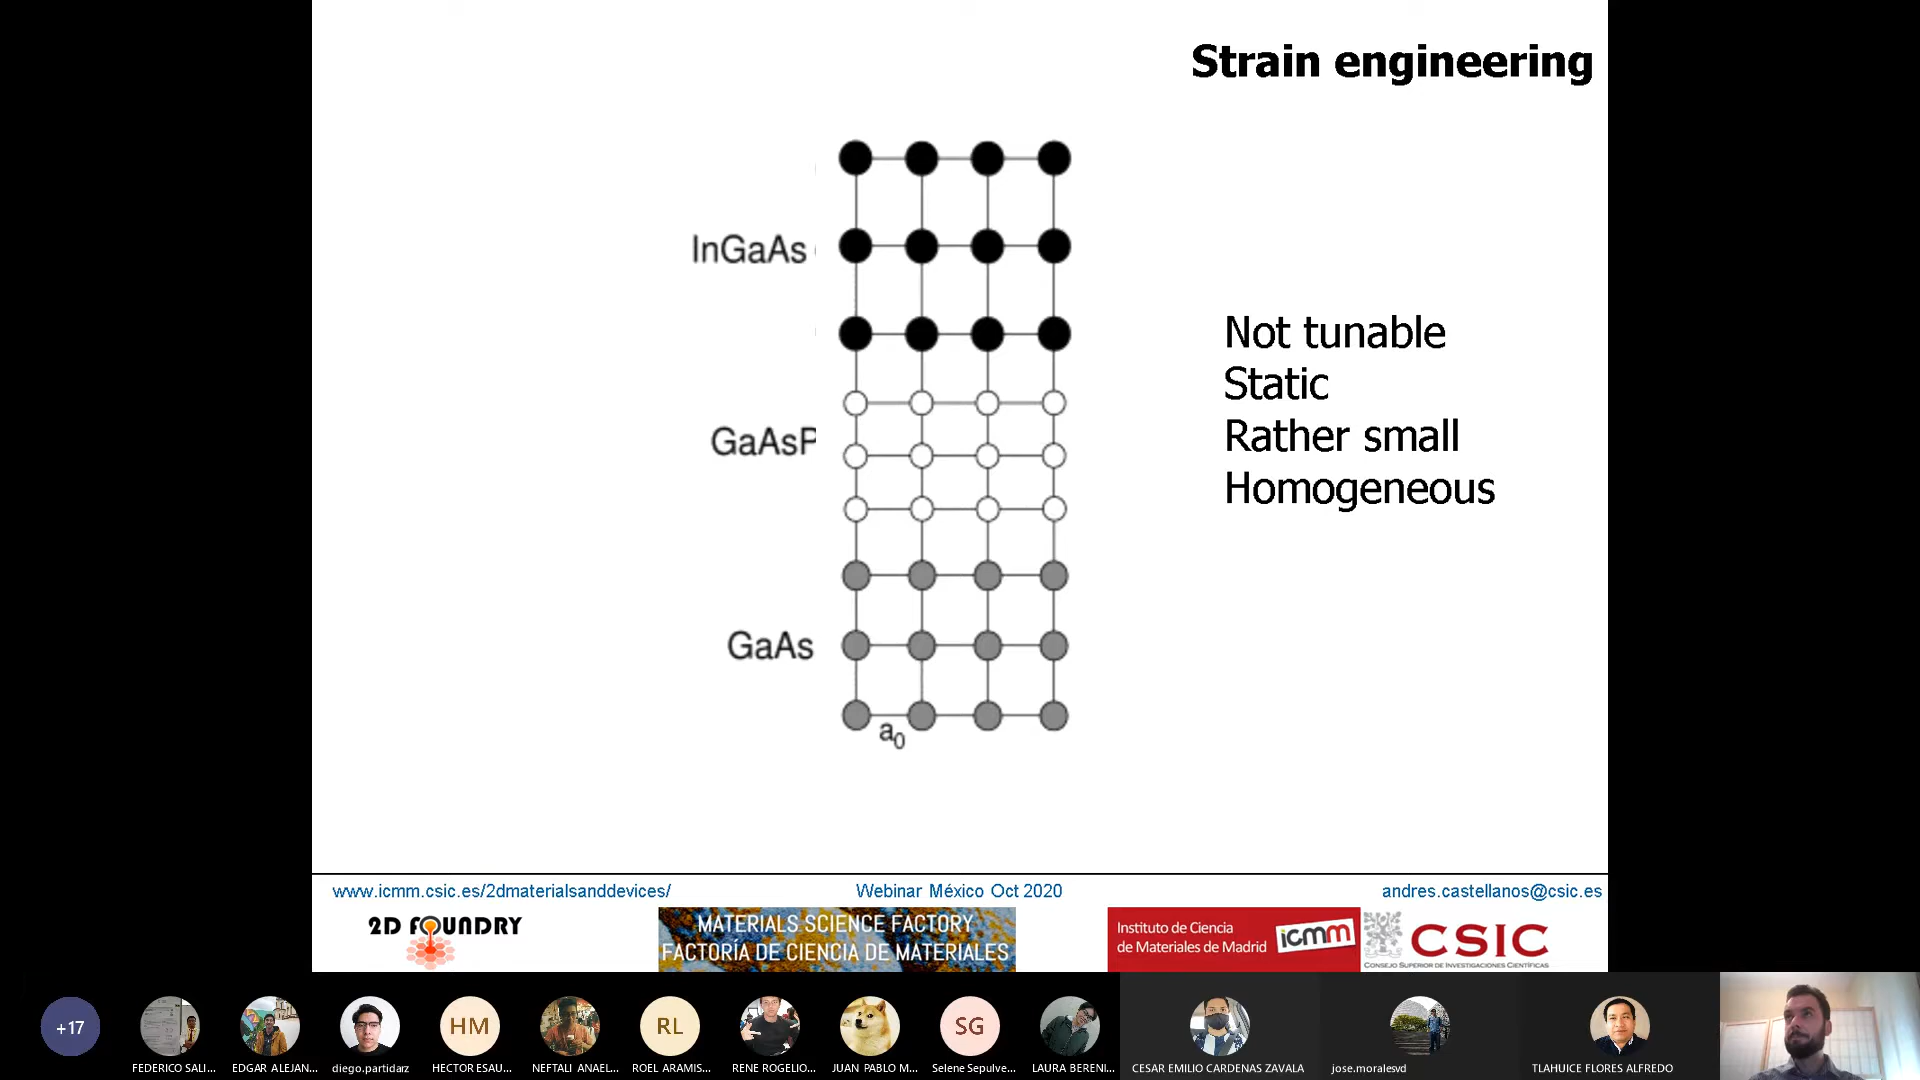 Strain engineering
InGaAs
GaAsP
GaAs
a0
Not tunable
Static
Rather small
Homogeneous
www.icmm.csic.es/2dmaterialsanddevices/
Webinar México Oct 2020
andres.castellanos@csic.es
2D FOUNDRY
MATERIALS SCIENCE FACTORY
FACTORÍA DE CIENCIA DE MATERIALES
Instituto de Ciencia
de Materiales de Madrid
icmm
CSIC
CONSEJO SUPERIOR DE INVESTIGACIONES CIENTÍFICAS
+17
HM
RL
SG
FEDERICO SALI...
EDGAR ALEJAN...
diego.partidarz
HECTOR ESAU...
NEFTALI ANAEL...
ROEL ARAMIS...
RENE ROGELIO...
JUAN PABLO M...
Selene Sepulve...
LAURA BERENI...
CESAR EMILIO CARDENAS ZAVALA
jose.moralesvd
TLAHUICE FLORES ALFREDO